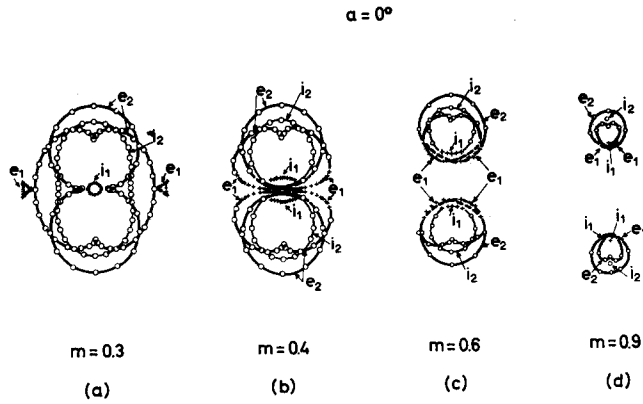 α = 0°
e₂
i₂
i₁
e₁
e₁
e₂
i₂
i₁
e₁
e₁
i₁
i₂
e₂
i₂
e₂
i₁
e₁
e₁
i₁
e₂
i₂
e₂
i₂
e₁
e₁
i₁
i₁
i₁
e₂
i₂
m = 0.3 m = 0.4 m = 0.6 m = 0.9
(a) (b) (c) (d)